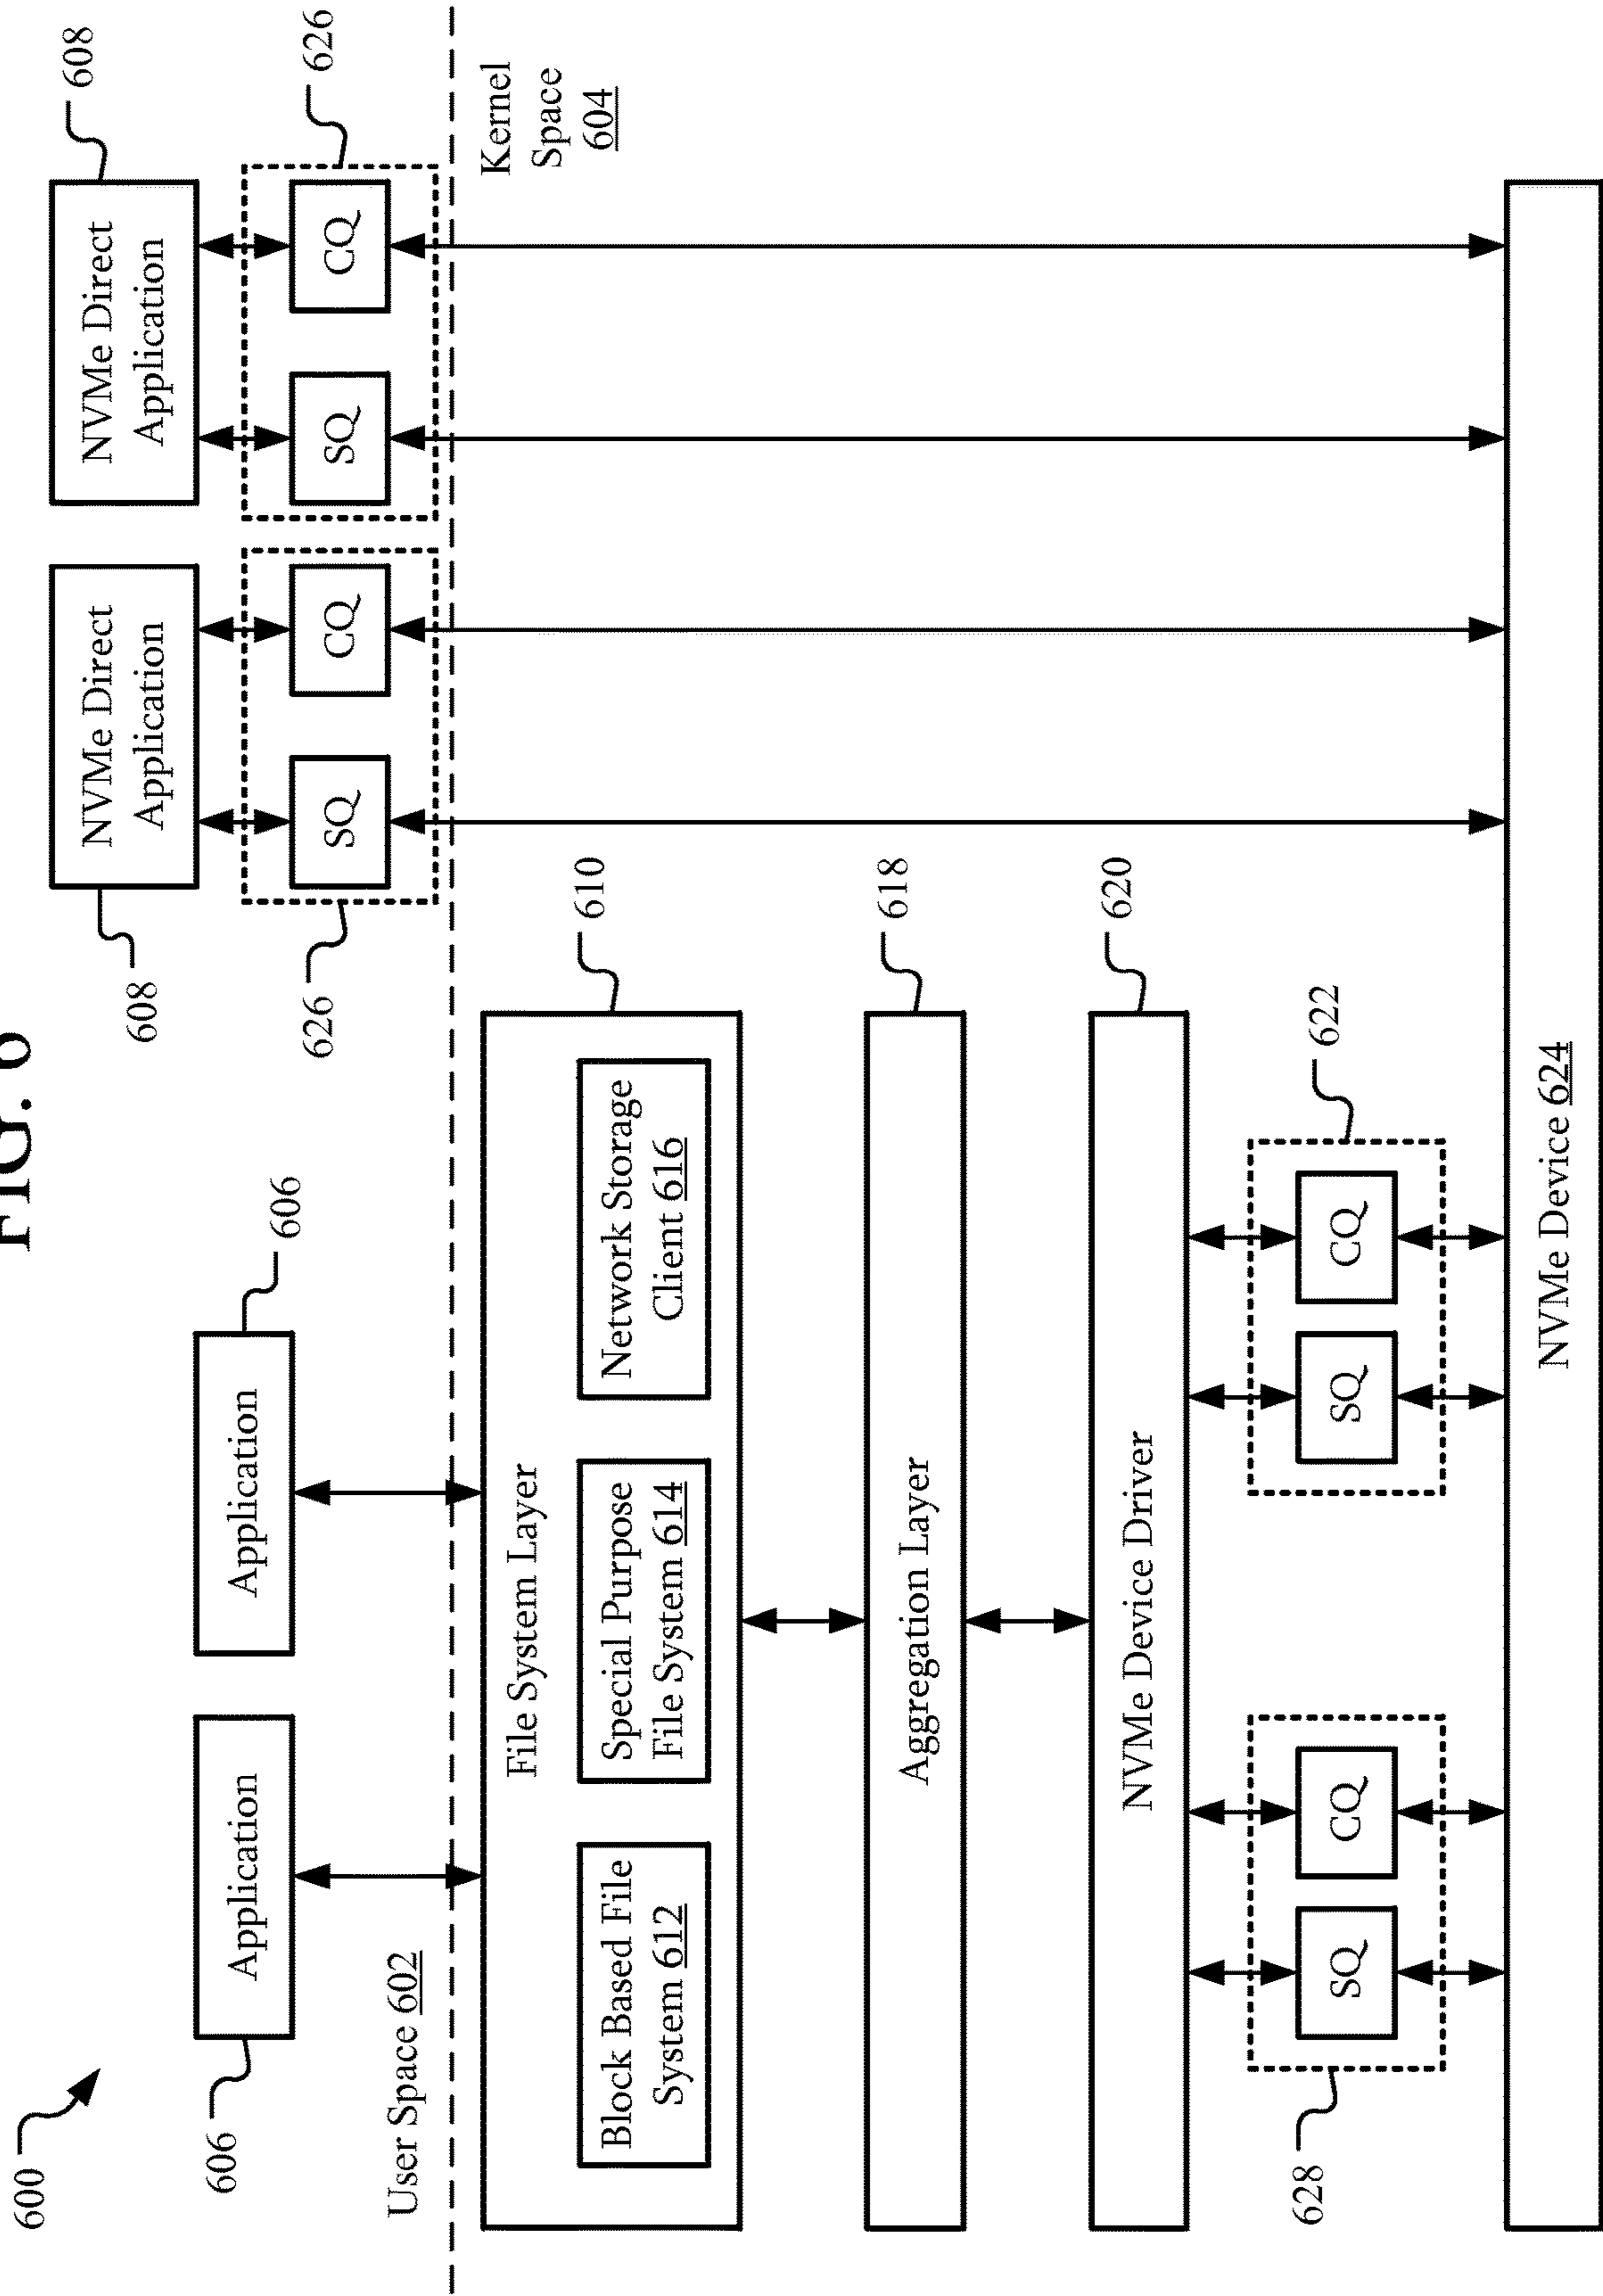 FIG. 6
600
608
NVMe Direct
Application
NVMe Direct
Application
608
606
Application
Application
606
626
SQ
CQ
SQ
CQ
626
User Space 602
Kernel
Space
604
File System Layer
610
Block Based File
System 612
Special Purpose
File System 614
Network Storage
Client 616
Aggregation Layer
618
NVMe Device Driver
620
628
SQ
CQ
SQ
CQ
622
NVMe Device 624